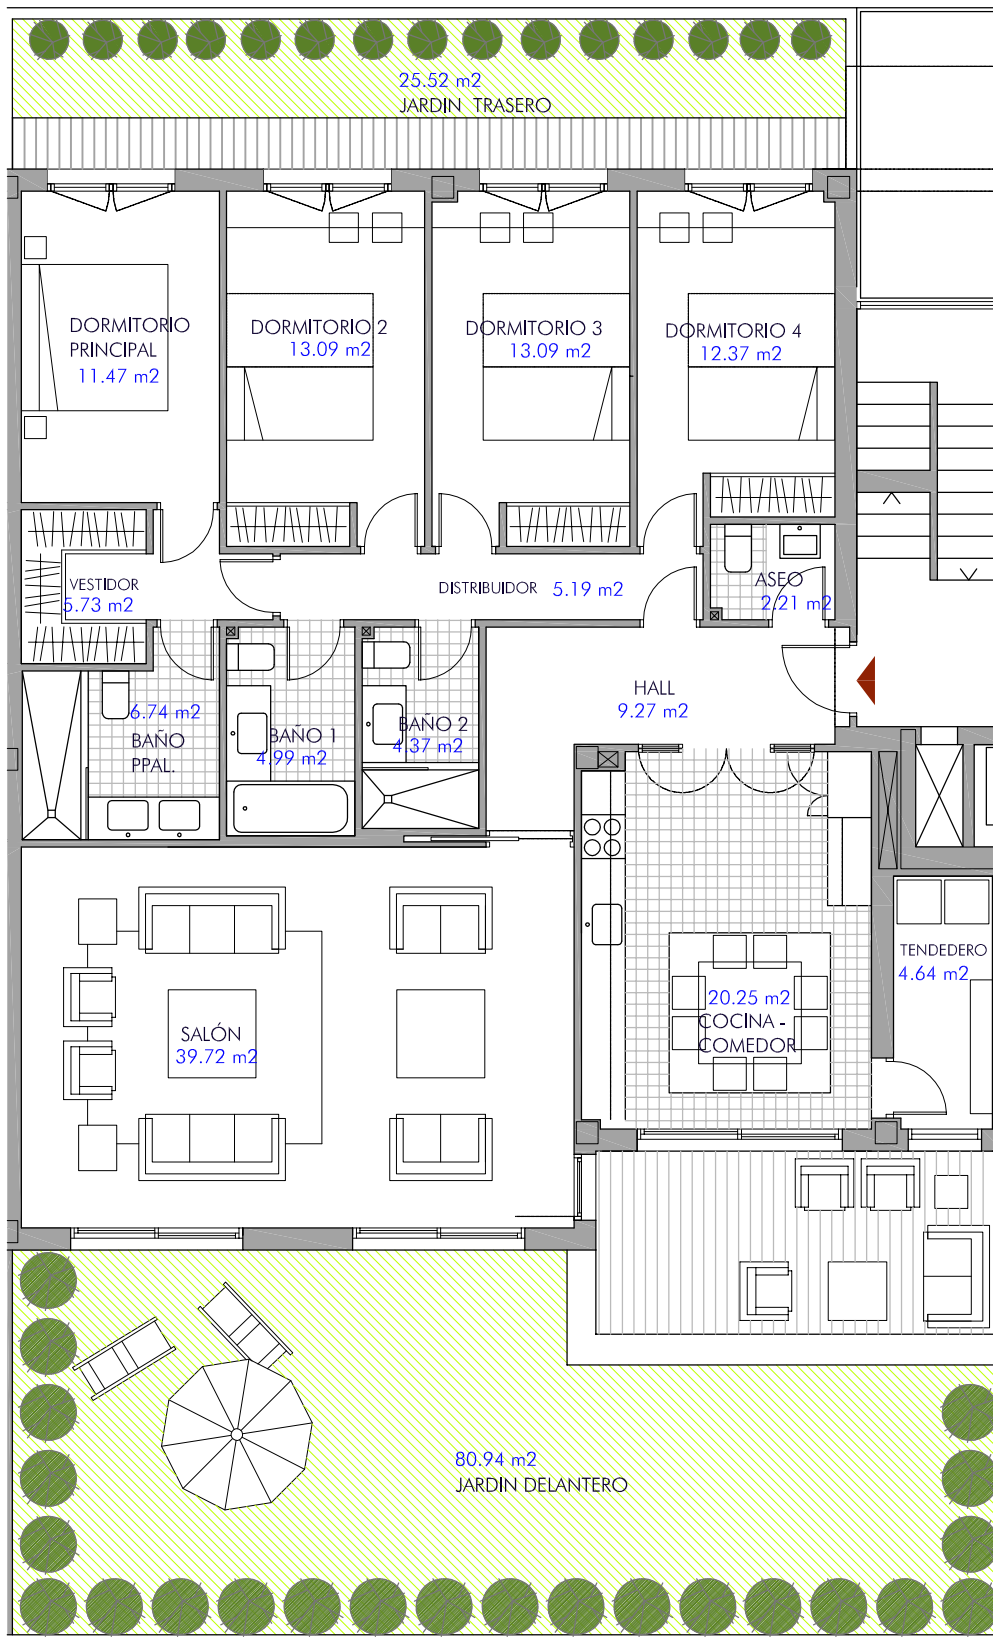 25.52 m2
JARDIN TRASERO
DORMITORIO
PRINCIPAL
11.47 m2
DORMITORIO 2
13.09 m2
DORMITORIO 3
13.09 m2
DORMITORIO 4
12.37 m2
VESTIDOR
5.73 m2
DISTRIBUIDOR 5.19 m2
ASEO
2.21 m2
6.74 m2
BAÑO
PPAL.
BAÑO 1
4.99 m2
BAÑO 2
4.37 m2
HALL
9.27 m2
TENDEDERO
4.64 m2
SALÓN
39.72 m2
20.25 m2
COCINA -
COMEDOR
80.94 m2
JARDIN DELANTERO